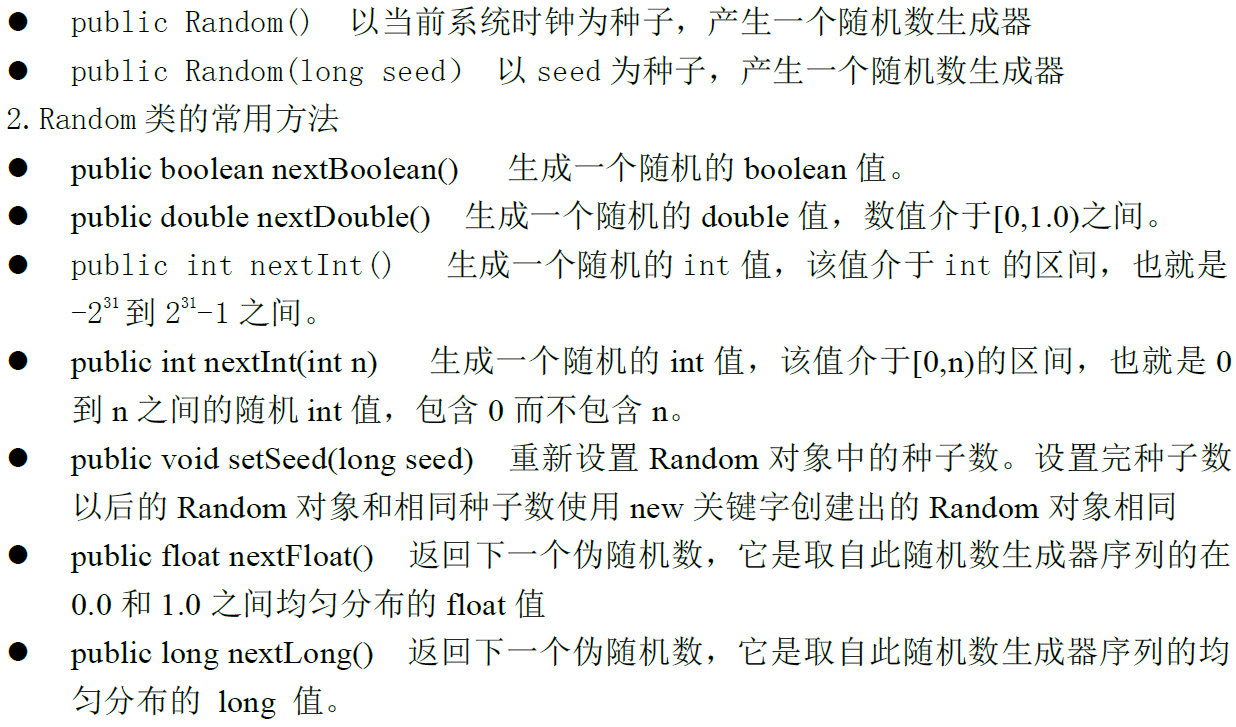 ● public Random() 以当前系统时钟为种子，产生一个随机数生成器
● public Random(long seed) 以 seed 为种子，产生一个随机数生成器
2.Random 类的常用方法
● public boolean nextBoolean() 生成一个随机的 boolean 值。
● public double nextDouble() 生成一个随机的 double 值，数值介于[0,1.0)之间。
● public int nextInt() 生成一个随机的 int 值，该值介于 int 的区间，也就是
-2³¹ 到 2³¹-1 之间。
● public int nextInt(int n) 生成一个随机的 int 值，该值介于[0,n)的区间，也就是 0
到 n 之间的随机 int 值，包含 0 而不包含 n。
● public void setSeed(long seed) 重新设置 Random 对象中的种子数。设置完种子数
以后的 Random 对象和相同种子数使用 new 关键字创建出的 Random 对象相同
● public float nextFloat() 返回下一个伪随机数，它是取自此随机数生成器序列的在
0.0 和 1.0 之间均匀分布的 float 值
● public long nextLong() 返回下一个伪随机数，它是取自此随机数生成器序列的均
匀分布的 long 值。